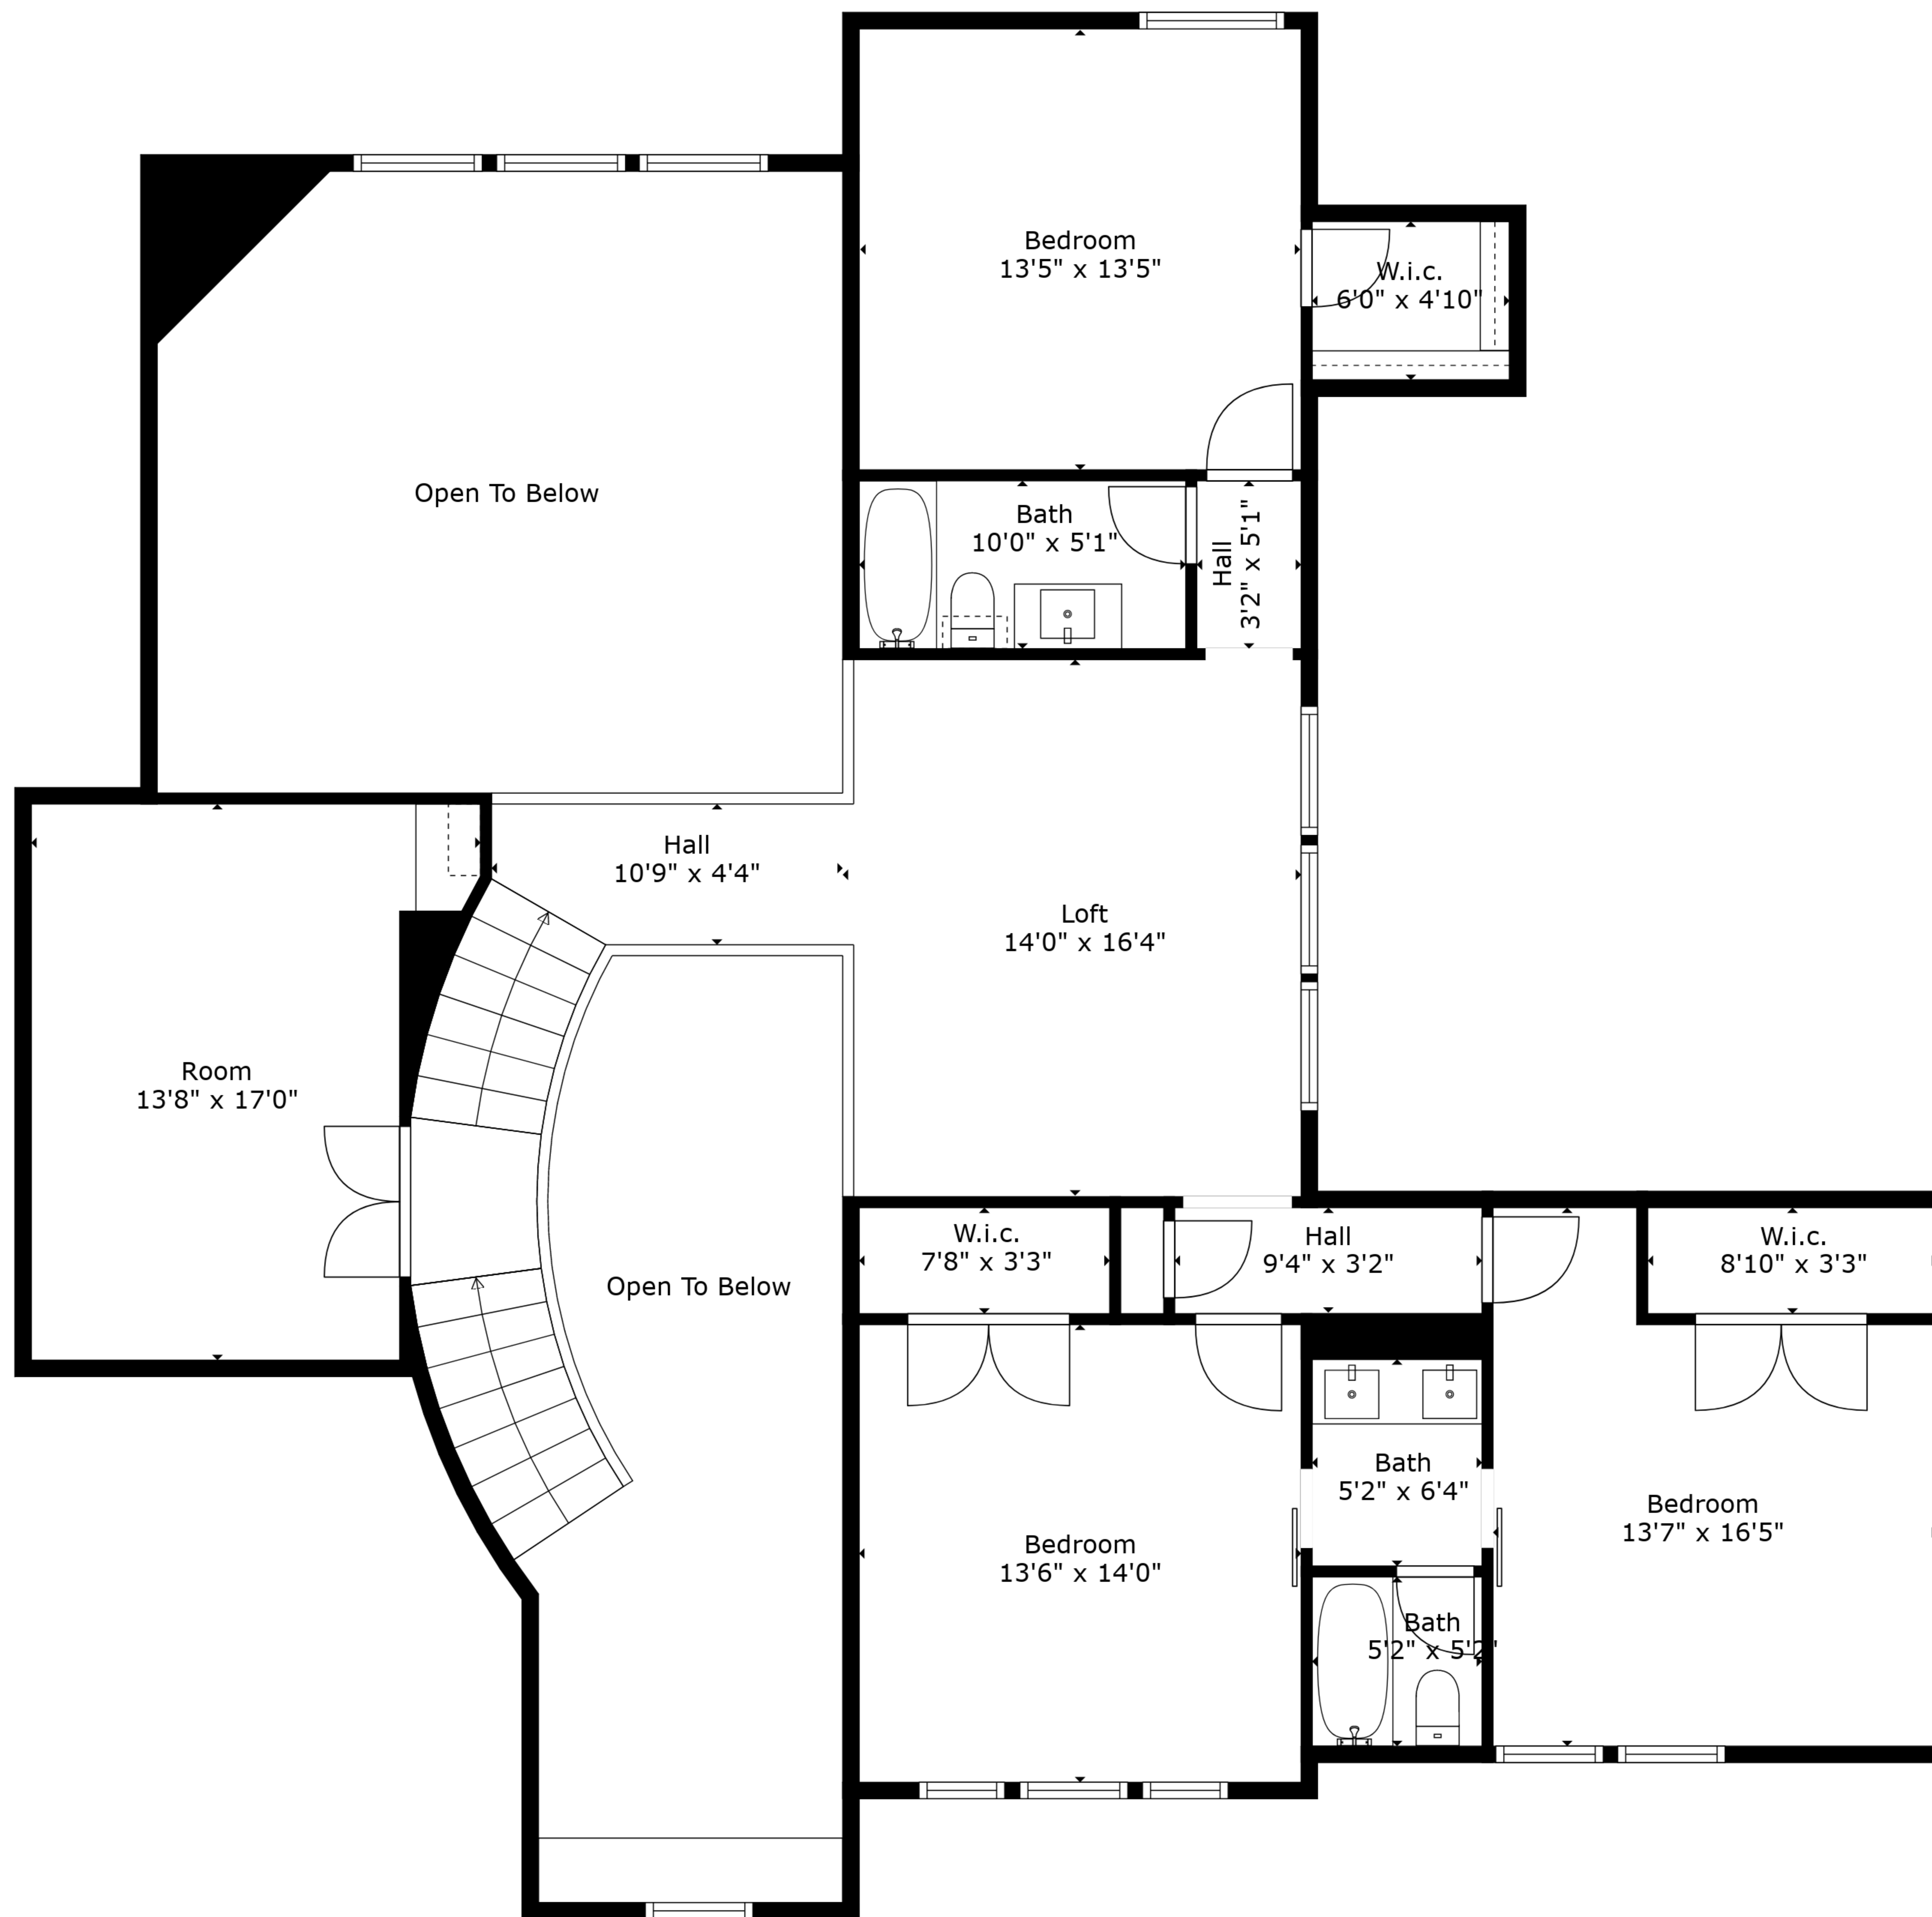 Bedroom
13'5" x 13'5"
W.i.c.
6'0" x 4'10"
Open To Below
Bath
10'0" x 5'1"
Hall
3'2" x 5'1"
Hall
10'9" x 4'4"
Loft
14'0" x 16'4"
Room
13'8" x 17'0"
Open To Below
W.i.c.
7'8" x 3'3"
Hall
9'4" x 3'2"
W.i.c.
8'10" x 3'3"
Bath
5'2" x 6'4"
Bedroom
13'7" x 16'5"
Bedroom
13'6" x 14'0"
Bath
5'2" x 5'2"